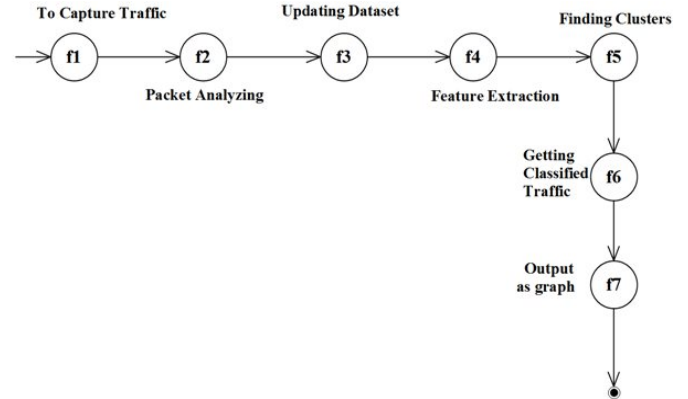 To Capture Traffic
Updating Dataset
Finding Clusters
f1
f2
f3
f4
f5
Packet Analyzing
Feature Extraction
Getting
Classified
Traffic
f6
Output
as graph
f7